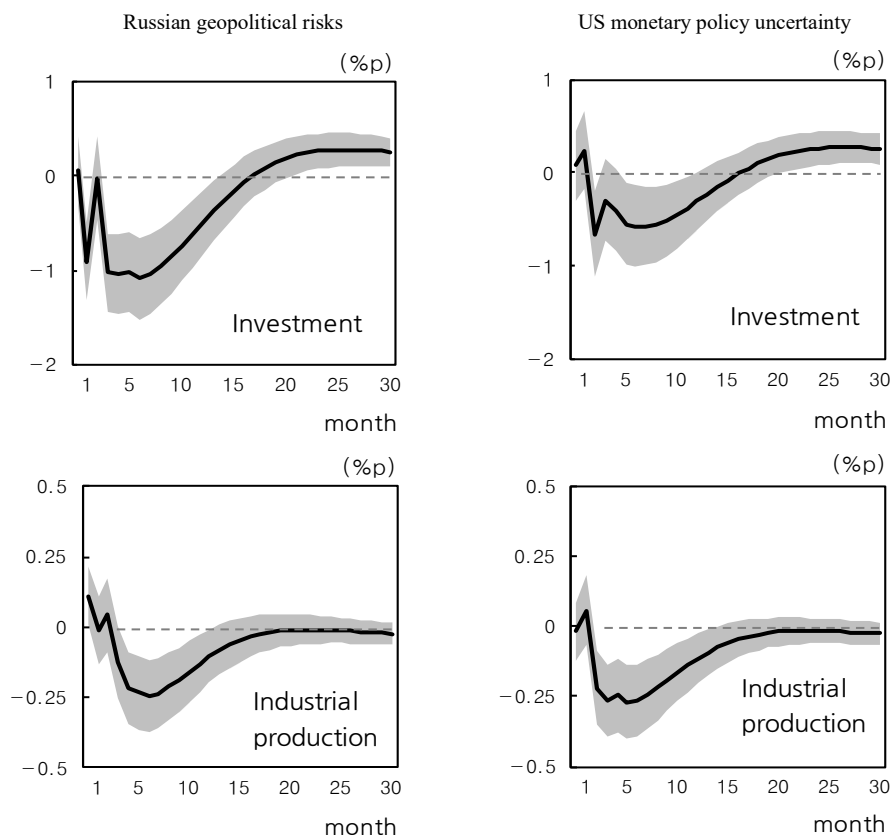 Russian geopolitical risks
(%p)
1
0
−1
−2
Investment
1 5 10 15 20 25 30
month
US monetary policy uncertainty
(%p)
1
0
−1
−2
Investment
1 5 10 15 20 25 30
month
(%p)
0.5
0.25
0
−0.25
−0.5
Industrial
production
1 5 10 15 20 25 30
month
(%p)
0.5
0.25
0
−0.25
−0.5
Industrial
production
1 5 10 15 20 25 30
month